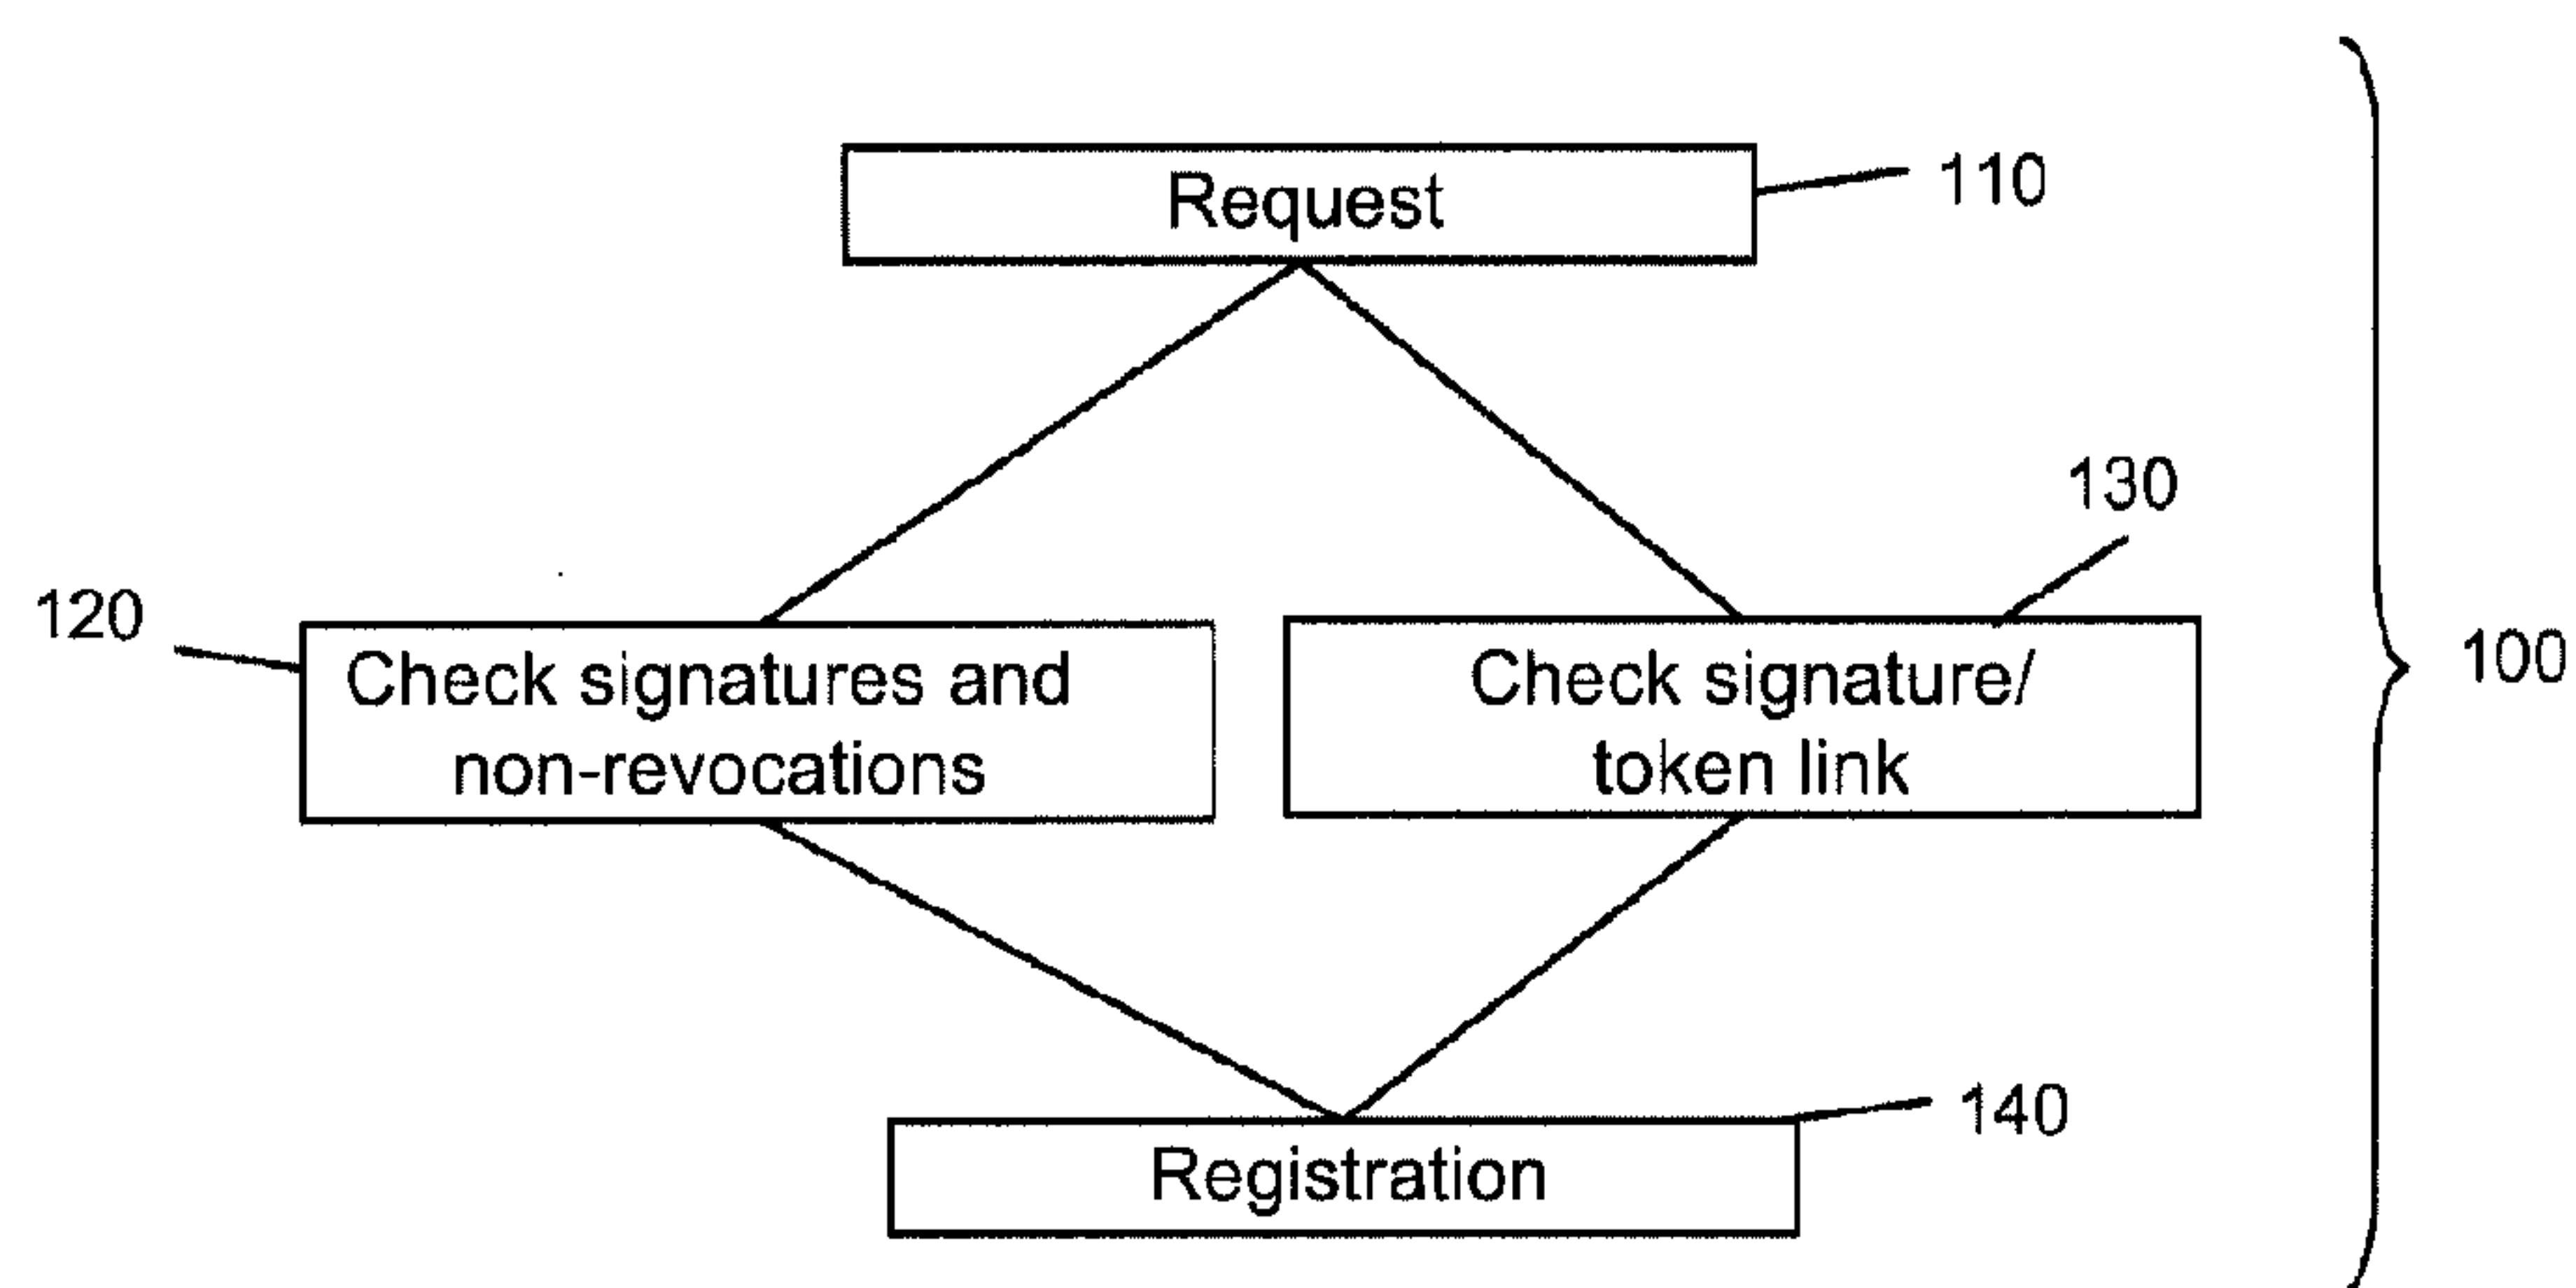 Request
110
130
120
Check signatures and
non-revocations
Check signature/
token link
100
140
Registration